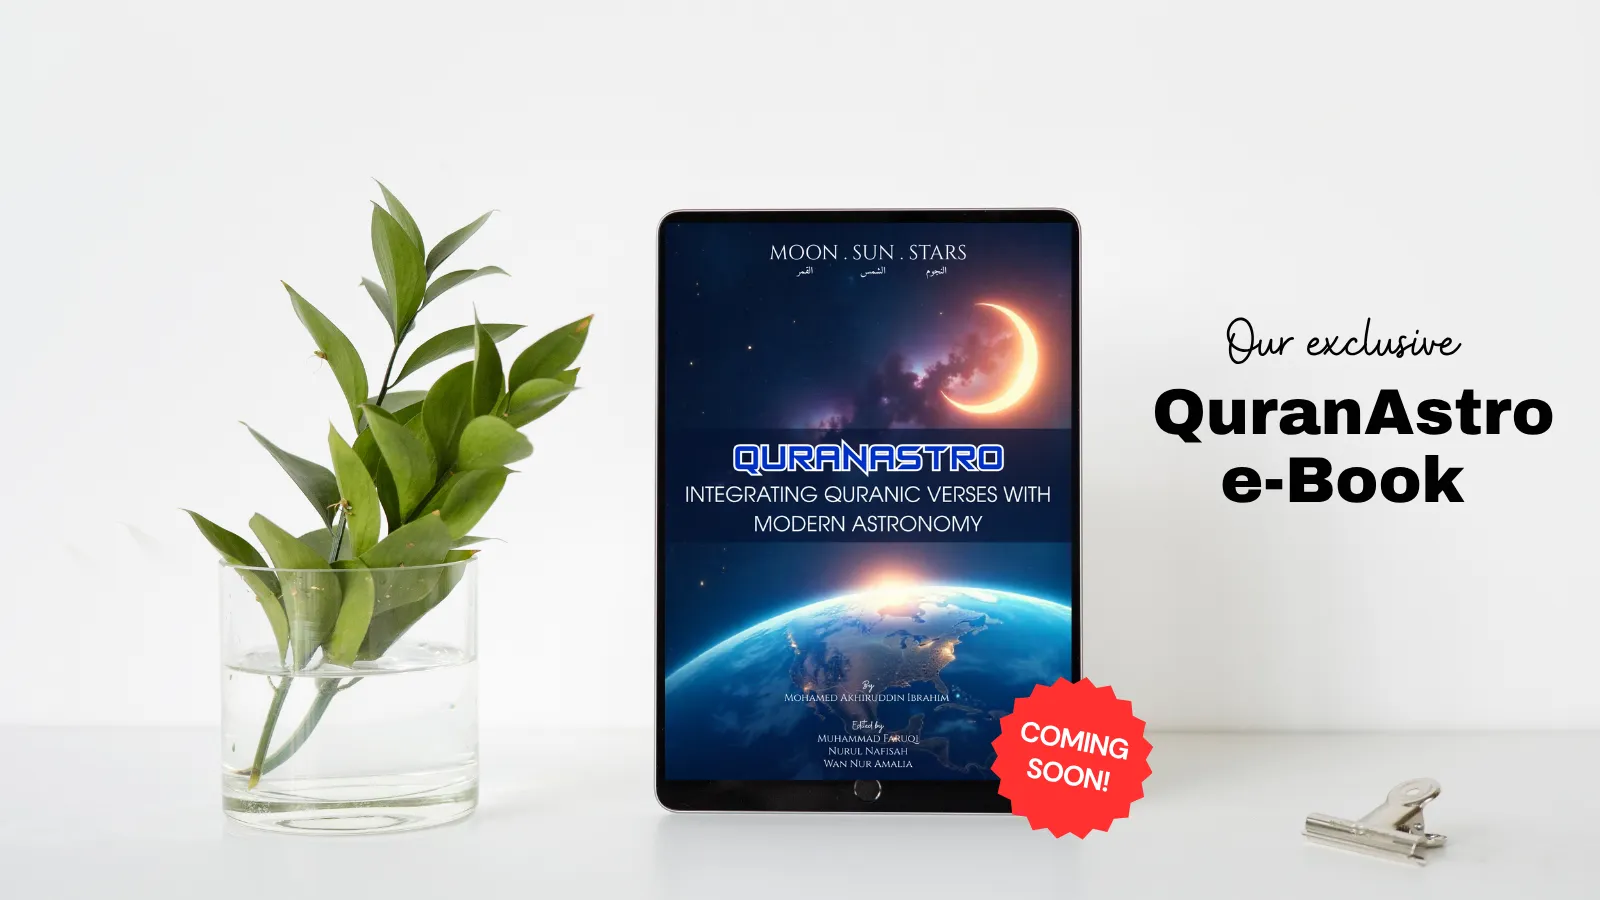 MOON . SUN . STARS
القمر الشمس النجوم
QURANASTRO
INTEGRATING QURANIC VERSES WITH
MODERN ASTRONOMY
By
MOHAMED AKHIRUDDIN IBRAHIM
Edited by
MUHAMMAD FARUQI
NURUL NAFISAH
WAN NUR AMALIA
COMING
SOON!
Our exclusive
QuranAstro
e-Book